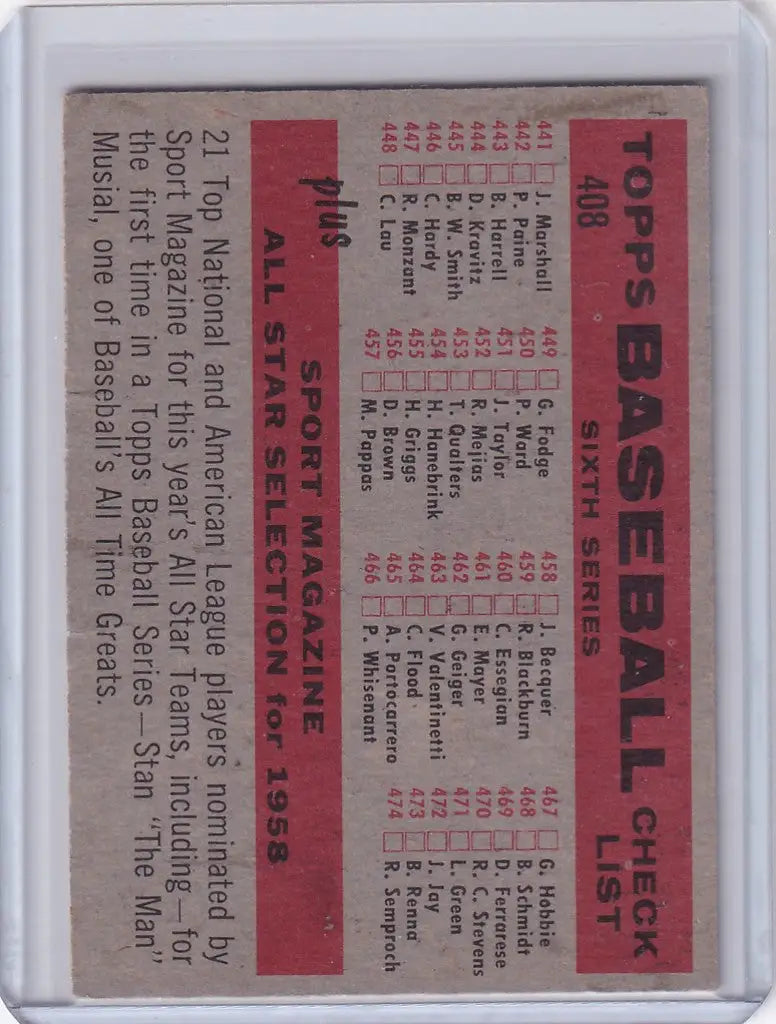 TOPPS BASEBALL CHECK LIST
408
SIXTH SERIES
441 J. Marshall
442 P. Paine
443 B. Harrell
444 D. Kravitz
445 B. W. Smith
446 C. Hardy
447 R. Monzant
448 C. Lau
449 G. Fodge
450 P. Ward
451 J. Taylor
452 R. Mejias
453 T. Qualters
454 H. Hanebrink
455 H. Griggs
456 D. Brown
457 M. Pappas
458 J. Becquer
459 R. Blackburn
460 C. Essegian
461 E. Mayer
462 G. Geiger
463 V. Valentinetti
464 C. Flood
465 A. Portocarrero
466 P. Whisenant
467 G. Hobbie
468 B. Schmidt
469 D. Ferrarese
470 R. C. Stevens
471 L. Green
472 J. Jay
473 B. Renna
474 R. Semproch
plus
SPORT MAGAZINE
ALL STAR SELECTION for 1958
21 Top National and American League players nominated by
Sport Magazine for this year's All Star Teams, including—for
the first time in a Topps Baseball Series—Stan "The Man"
Musial, one of Baseball's All Time Greats.